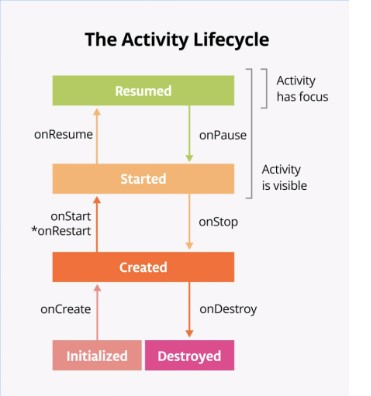 The Activity Lifecycle
Resumed
Activity
has focus
onResume
onPause
Started
Activity
is visible
onStart
*onRestart
onStop
Created
onCreate
onDestroy
Initialized
Destroyed